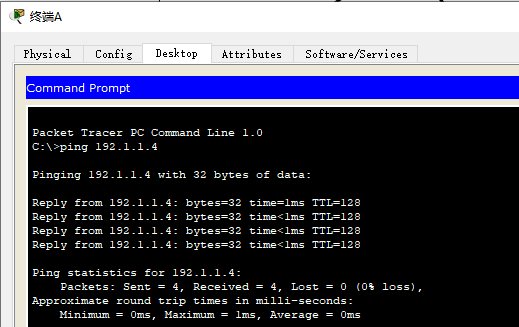 终端A
Physical Config Desktop Attributes Software/Services
Command Prompt
Packet Tracer PC Command Line 1.0
C:\>ping 192.1.1.4
Pinging 192.1.1.4 with 32 bytes of data:
Reply from 192.1.1.4: bytes=32 time=1ms TTL=128
Reply from 192.1.1.4: bytes=32 time<1ms TTL=128
Reply from 192.1.1.4: bytes=32 time<1ms TTL=128
Reply from 192.1.1.4: bytes=32 time<1ms TTL=128
Ping statistics for 192.1.1.4:
Packets: Sent = 4, Received = 4, Lost = 0 (0% loss),
Approximate round trip times in milli-seconds:
Minimum = 0ms, Maximum = 1ms, Average = 0ms